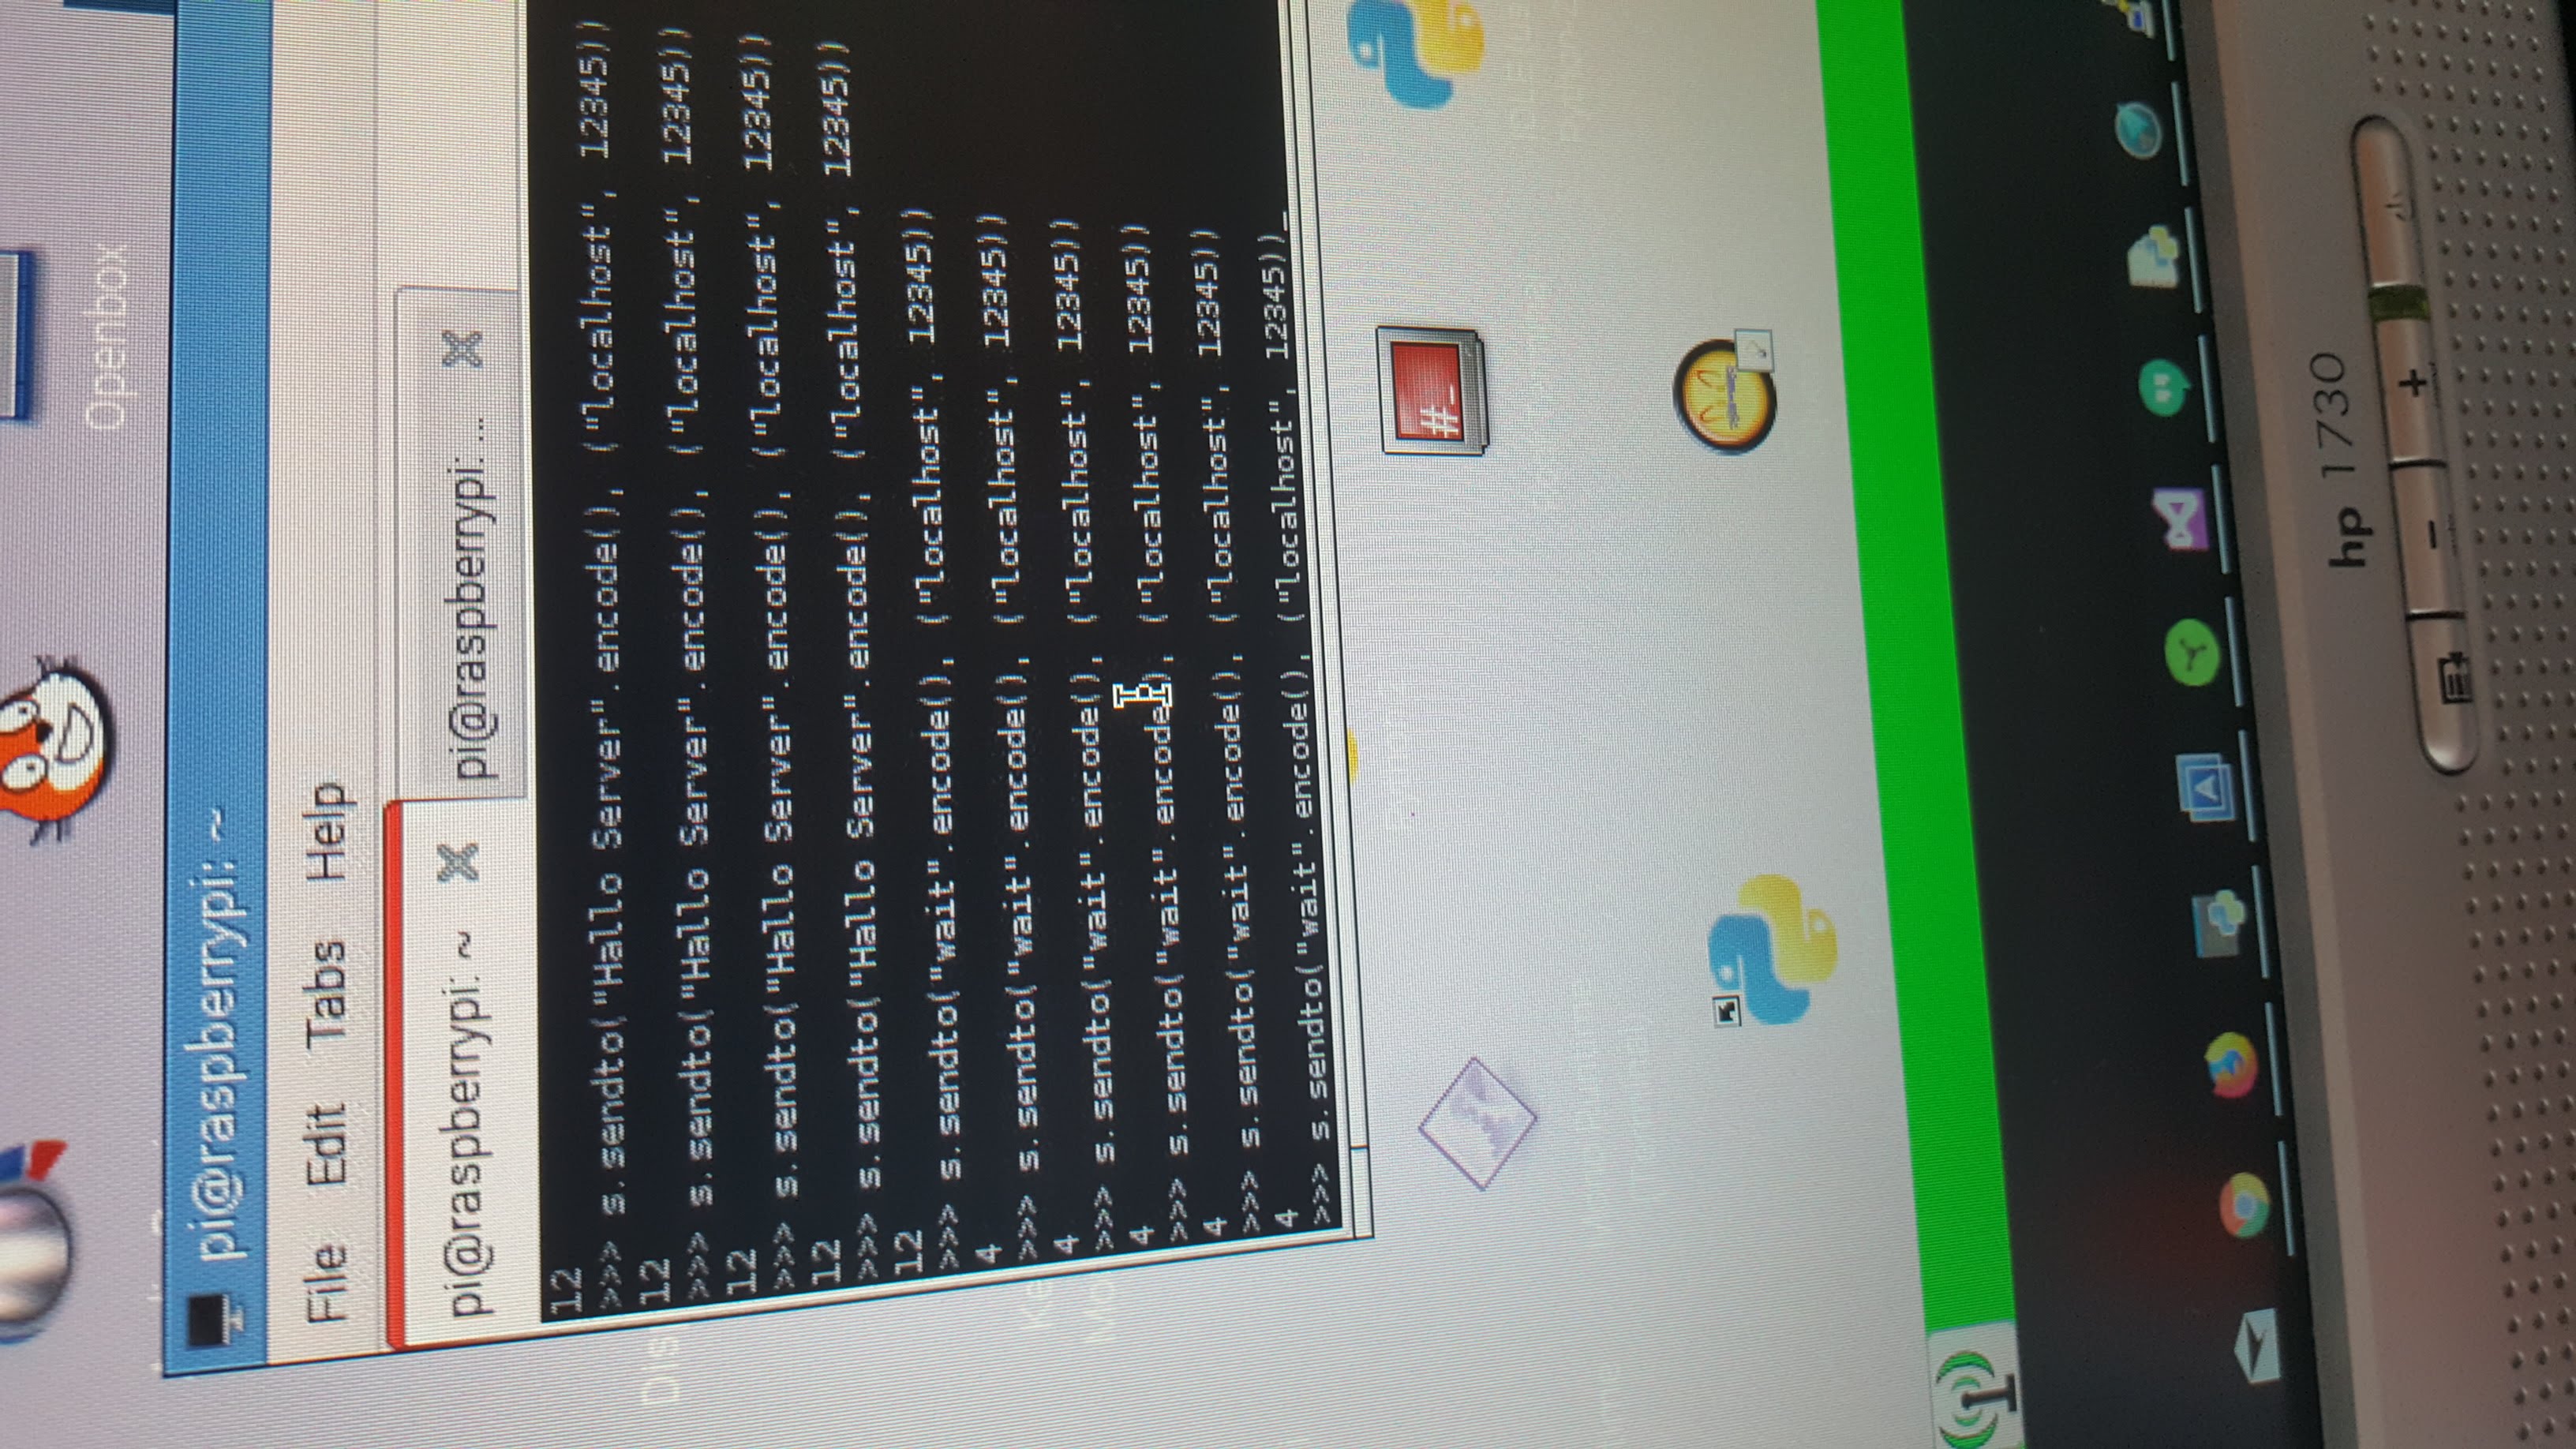 Openbox
pi@raspberrypi: ~
File Edit Tabs Help
pi@raspberrypi: ~ pi@raspberrypi: ...
12
>>> s.sendto("Hallo Server".encode(), ("localhost", 12345))
12
>>> s.sendto("Hallo Server".encode(), ("localhost", 12345))
12
>>> s.sendto("Hallo Server".encode(), ("localhost", 12345))
12
>>> s.sendto("Hallo Server".encode(), ("localhost", 12345))
12
>>> s.sendto("wait".encode(), ("localhost", 12345))
4
>>> s.sendto("wait".encode(), ("localhost", 12345))
4
>>> s.sendto("wait".encode(), ("localhost", 12345))
4
>>> s.sendto("wait".encode(), ("localhost", 12345))
4
>>> s.sendto("wait".encode(), ("localhost", 12345))
4
>>> s.sendto("wait".encode(), ("localhost", 12345))_
Dis
#_
Runtime
(Terminal)
hp 1730